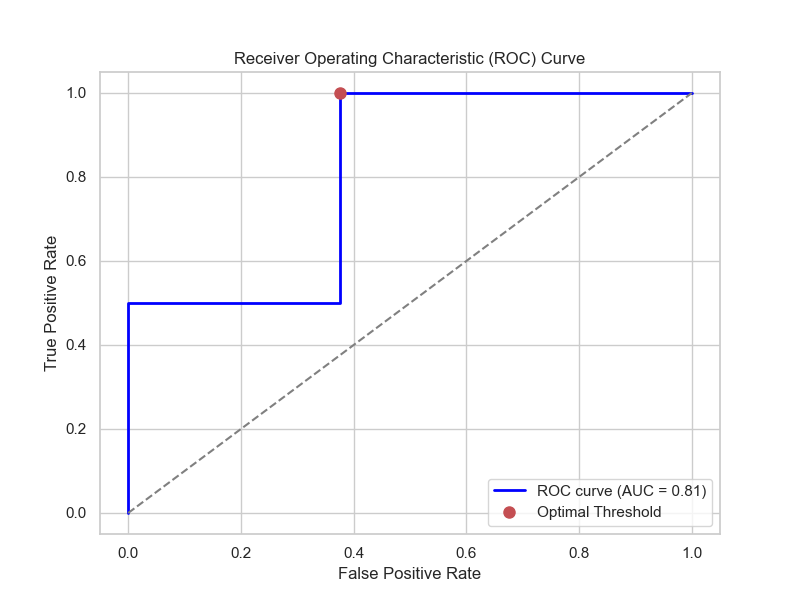 Receiver Operating Characteristic (ROC) Curve
True Positive Rate
1.0
0.8
0.6
0.4
0.2
0.0
0.0 0.2 0.4 0.6 0.8 1.0
False Positive Rate
ROC curve (AUC = 0.81)
Optimal Threshold